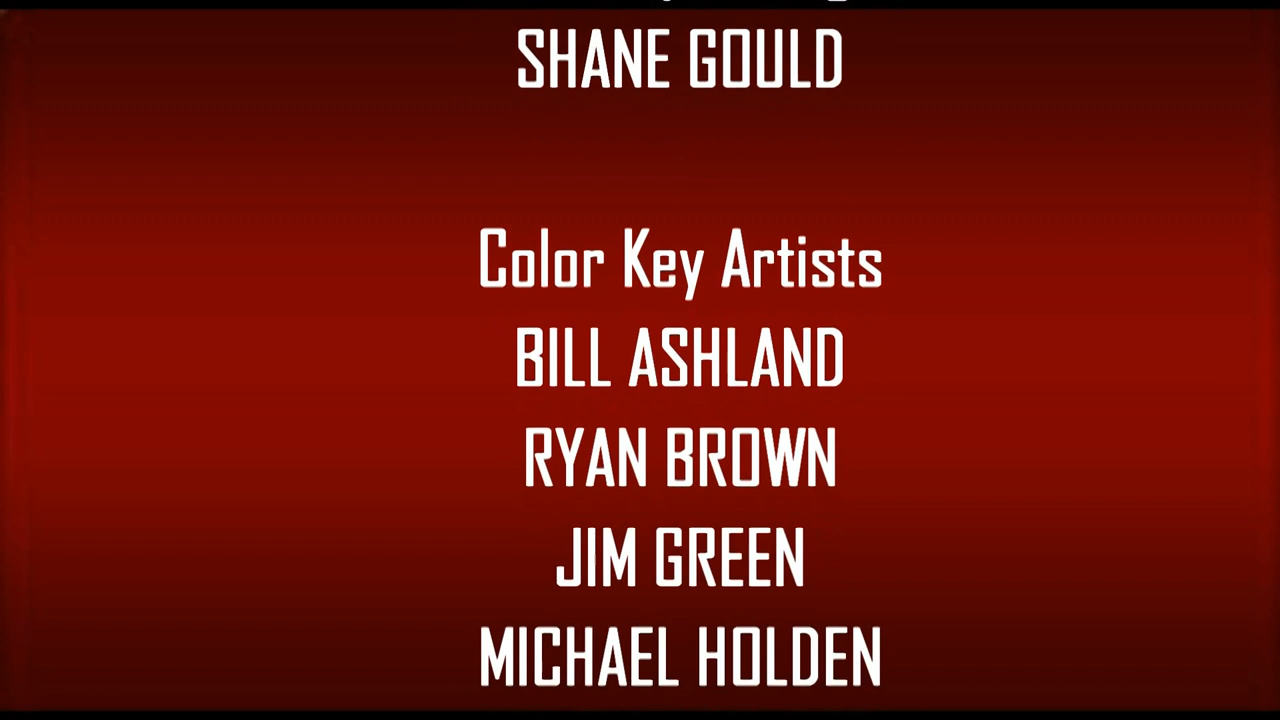 SHANE GOULD
Color Key Artists
BILL ASHLAND
RYAN BROWN
JIM GREEN
MICHAEL HOLDEN